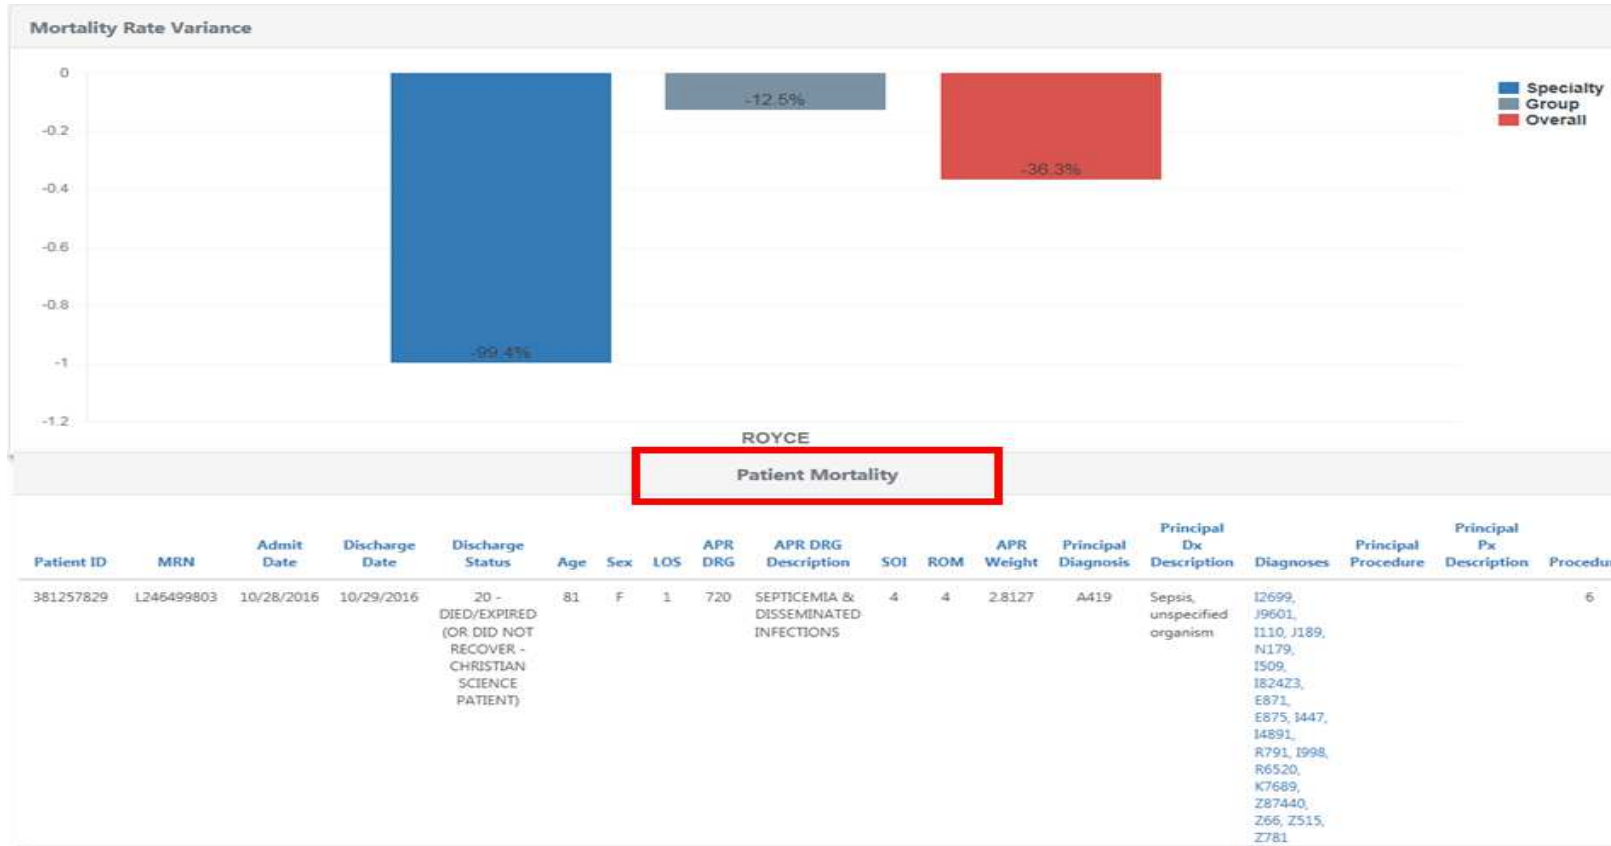 Mortality Rate Variance
0
-0.2
-0.4
-0.6
-0.8
-1
-1.2
-99.4%
-12.5%
-36.3%
Specialty
Group
Overall
ROYCE
Patient Mortality
Patient ID
MRN
Admit
Date
Discharge
Date
Discharge
Status
Age
Sex
LOS
APR
DRG
APR DRG
Description
SOI
ROM
APR
Weight
Principal
Diagnosis
Principal
Dx
Description
Diagnoses
Principal
Procedure
Principal
Px
Description
Procedu
381257829
L246499803
10/28/2016
10/29/2016
20 -
DIED/EXPIRED
(OR DID NOT
RECOVER -
CHRISTIAN
SCIENCE
PATIENT)
81
F
1
720
SEPTICEMIA &
DISSEMINATED
INFECTIONS
4
4
2.8127
A419
Sepsis,
unspecified
organism
I2699,
J9601,
I110, J189,
N179,
I509,
I824Z3,
E871,
E875, I447,
I4891,
R791, I998,
R6520,
K7689,
Z87440,
Z66, Z515,
Z781
6